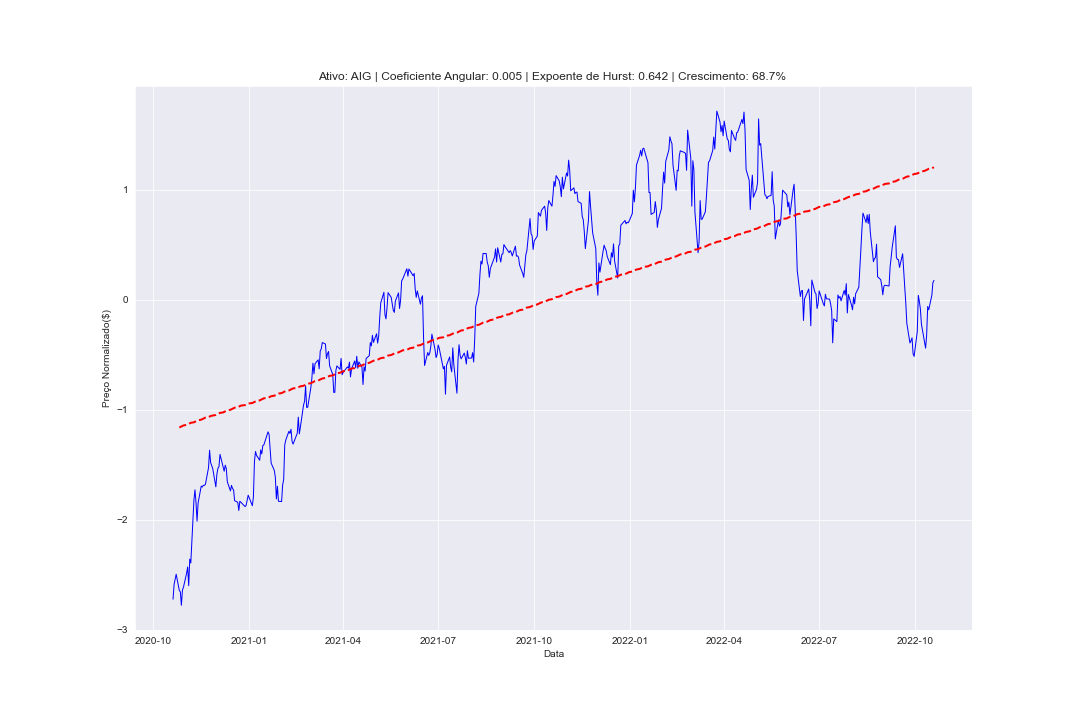 Ativo: AIG | Coeficiente Angular: 0.005 | Expoente de Hurst: 0.642 | Crescimento: 68.7%
Preço Normalizado($)
1
0
−1
−2
−3
2020-10 2021-01 2021-04 2021-07 2021-10 2022-01 2022-04 2022-07 2022-10
Data